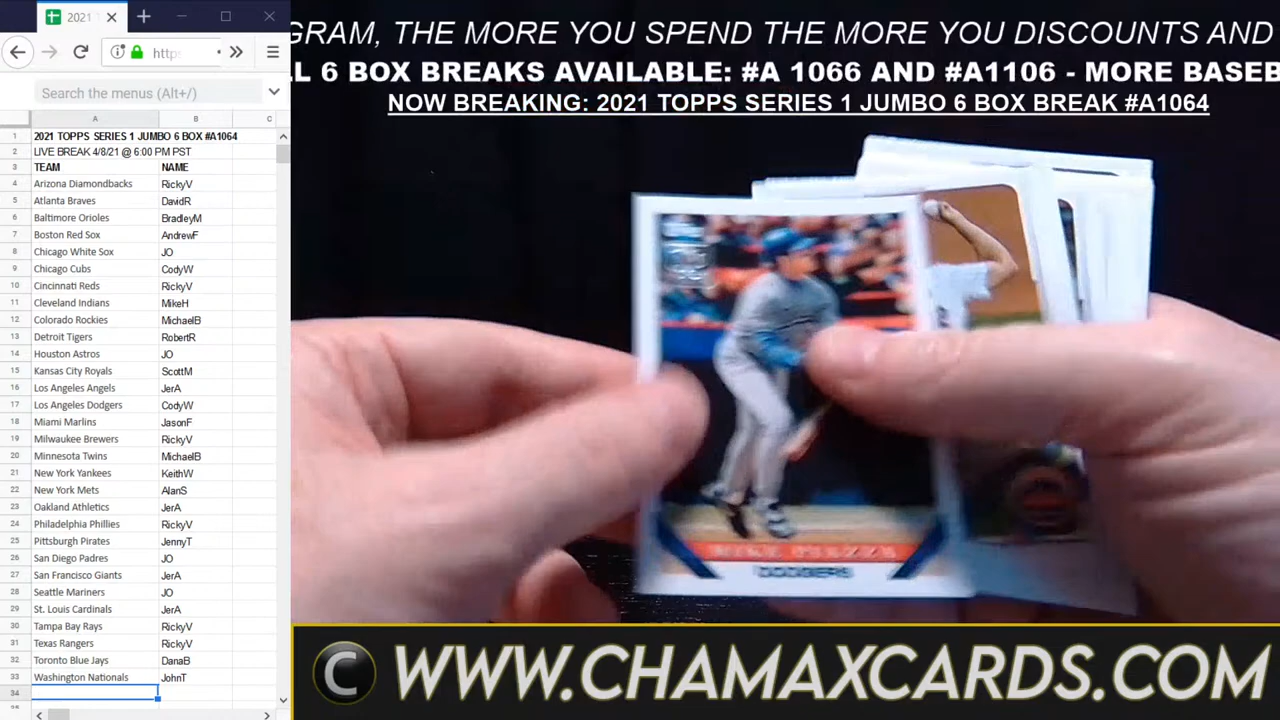 2021 T
https
Search the menus (Alt+/)
A B C
1 2021 TOPPS SERIES 1 JUMBO 6 BOX #A1064
2 LIVE BREAK 4/8/21 @ 6:00 PM PST
3 TEAM NAME
4 Arizona Diamondbacks RickyV
5 Atlanta Braves DavidR
6 Baltimore Orioles BradleyM
7 Boston Red Sox AndrewF
8 Chicago White Sox JO
9 Chicago Cubs CodyW
10 Cincinnati Reds RickyV
11 Cleveland Indians MikeH
12 Colorado Rockies MichaelB
13 Detroit Tigers RobertR
14 Houston Astros JO
15 Kansas City Royals ScottM
16 Los Angeles Angels JerA
17 Los Angeles Dodgers CodyW
18 Miami Marlins JasonF
19 Milwaukee Brewers RickyV
20 Minnesota Twins MichaelB
21 New York Yankees KeithW
22 New York Mets AlanS
23 Oakland Athletics JerA
24 Philadelphia Phillies RickyV
25 Pittsburgh Pirates JennyT
26 San Diego Padres JO
27 San Francisco Giants JerA
28 Seattle Mariners JO
29 St. Louis Cardinals JerA
30 Tampa Bay Rays RickyV
31 Texas Rangers RickyV
32 Toronto Blue Jays DanaB
33 Washington Nationals JohnT
34
GRAM, THE MORE YOU SPEND THE MORE YOU DISCOUNTS AND
LL 6 BOX BREAKS AVAILABLE: #A 1066 AND #A1106 - MORE BASEB
NOW BREAKING: 2021 TOPPS SERIES 1 JUMBO 6 BOX BREAK #A1064
MIKE PIAZZA
DODGERS
C WWW.CHAMAXCARDS.COM